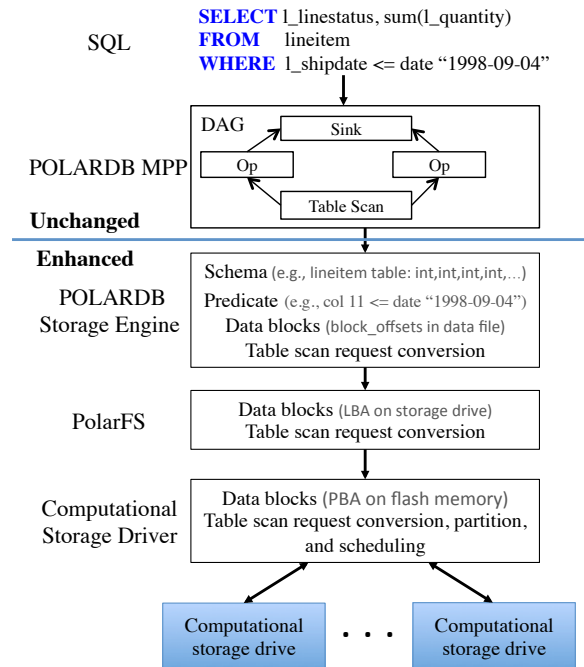 SQL
SELECT l_linestatus, sum(l_quantity)
FROM lineitem
WHERE l_shipdate <= date “1998-09-04”
POLARDB MPP
DAG
Sink
Op
Op
Table Scan
Unchanged
Enhanced
POLARDB
Storage Engine
Schema (e.g., lineitem table: int,int,int,int,…)
Predicate (e.g., col 11 <= date “1998-09-04”)
Data blocks (block_offsets in data file)
Table scan request conversion
PolarFS
Data blocks (LBA on storage drive)
Table scan request conversion
Computational
Storage Driver
Data blocks (PBA on flash memory)
Table scan request conversion, partition,
and scheduling
Computational
storage drive
. . .
Computational
storage drive